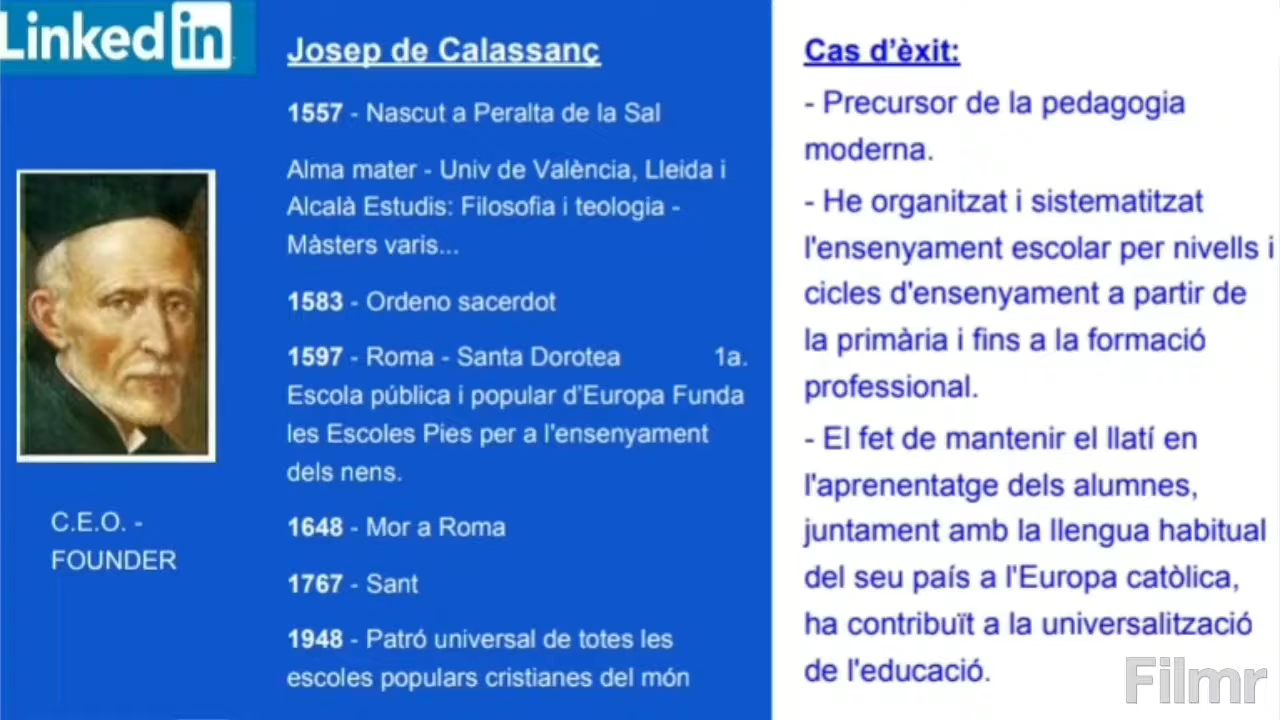 Linkedin
Josep de Calassanç
1557 - Nascut a Peralta de la Sal
Alma mater - Univ de València, Lleida i
Alcalà Estudis: Filosofia i teologia -
Màsters varis...
1583 - Ordeno sacerdot
1597 - Roma - Santa Dorotea 1a.
Escola pública i popular d'Europa Funda
les Escoles Pies per a l'ensenyament
dels nens.
1648 - Mor a Roma
1767 - Sant
1948 - Patró universal de totes les
escoles populars cristianes del món
C.E.O. -
FOUNDER
Cas d'èxit:
- Precursor de la pedagogia
moderna.
- He organitzat i sistematitzat
l'ensenyament escolar per nivells i
cicles d'ensenyament a partir de
la primària i fins a la formació
professional.
- El fet de mantenir el llatí en
l'aprenentatge dels alumnes,
juntament amb la llengua habitual
del seu país a l'Europa catòlica,
ha contribuït a la universalització
de l'educació.
Filmr